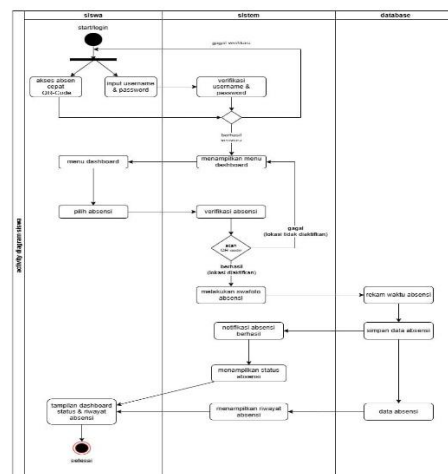 siswa
sistem
database
start/login
gagal verifikasi
akses absen
cepat
QR-Code
input username
& password
verifikasi
username &
password
berhasil
menu dashboard
menampilkan menu
dashboard
pilih absensi
verifikasi absensi
gagal
(lokasi tidak diaktifkan)
scan
QR code
berhasil
(lokasi diaktifkan)
melakukan swafoto
absensi
rekam waktu absensi
notifikasi absensi
berhasil
simpan data absensi
menampilkan status
absensi
tampilan dashboard
status & riwayat
absensi
menampilkan riwayat
absensi
data absensi
selesai
activity diagram siswa